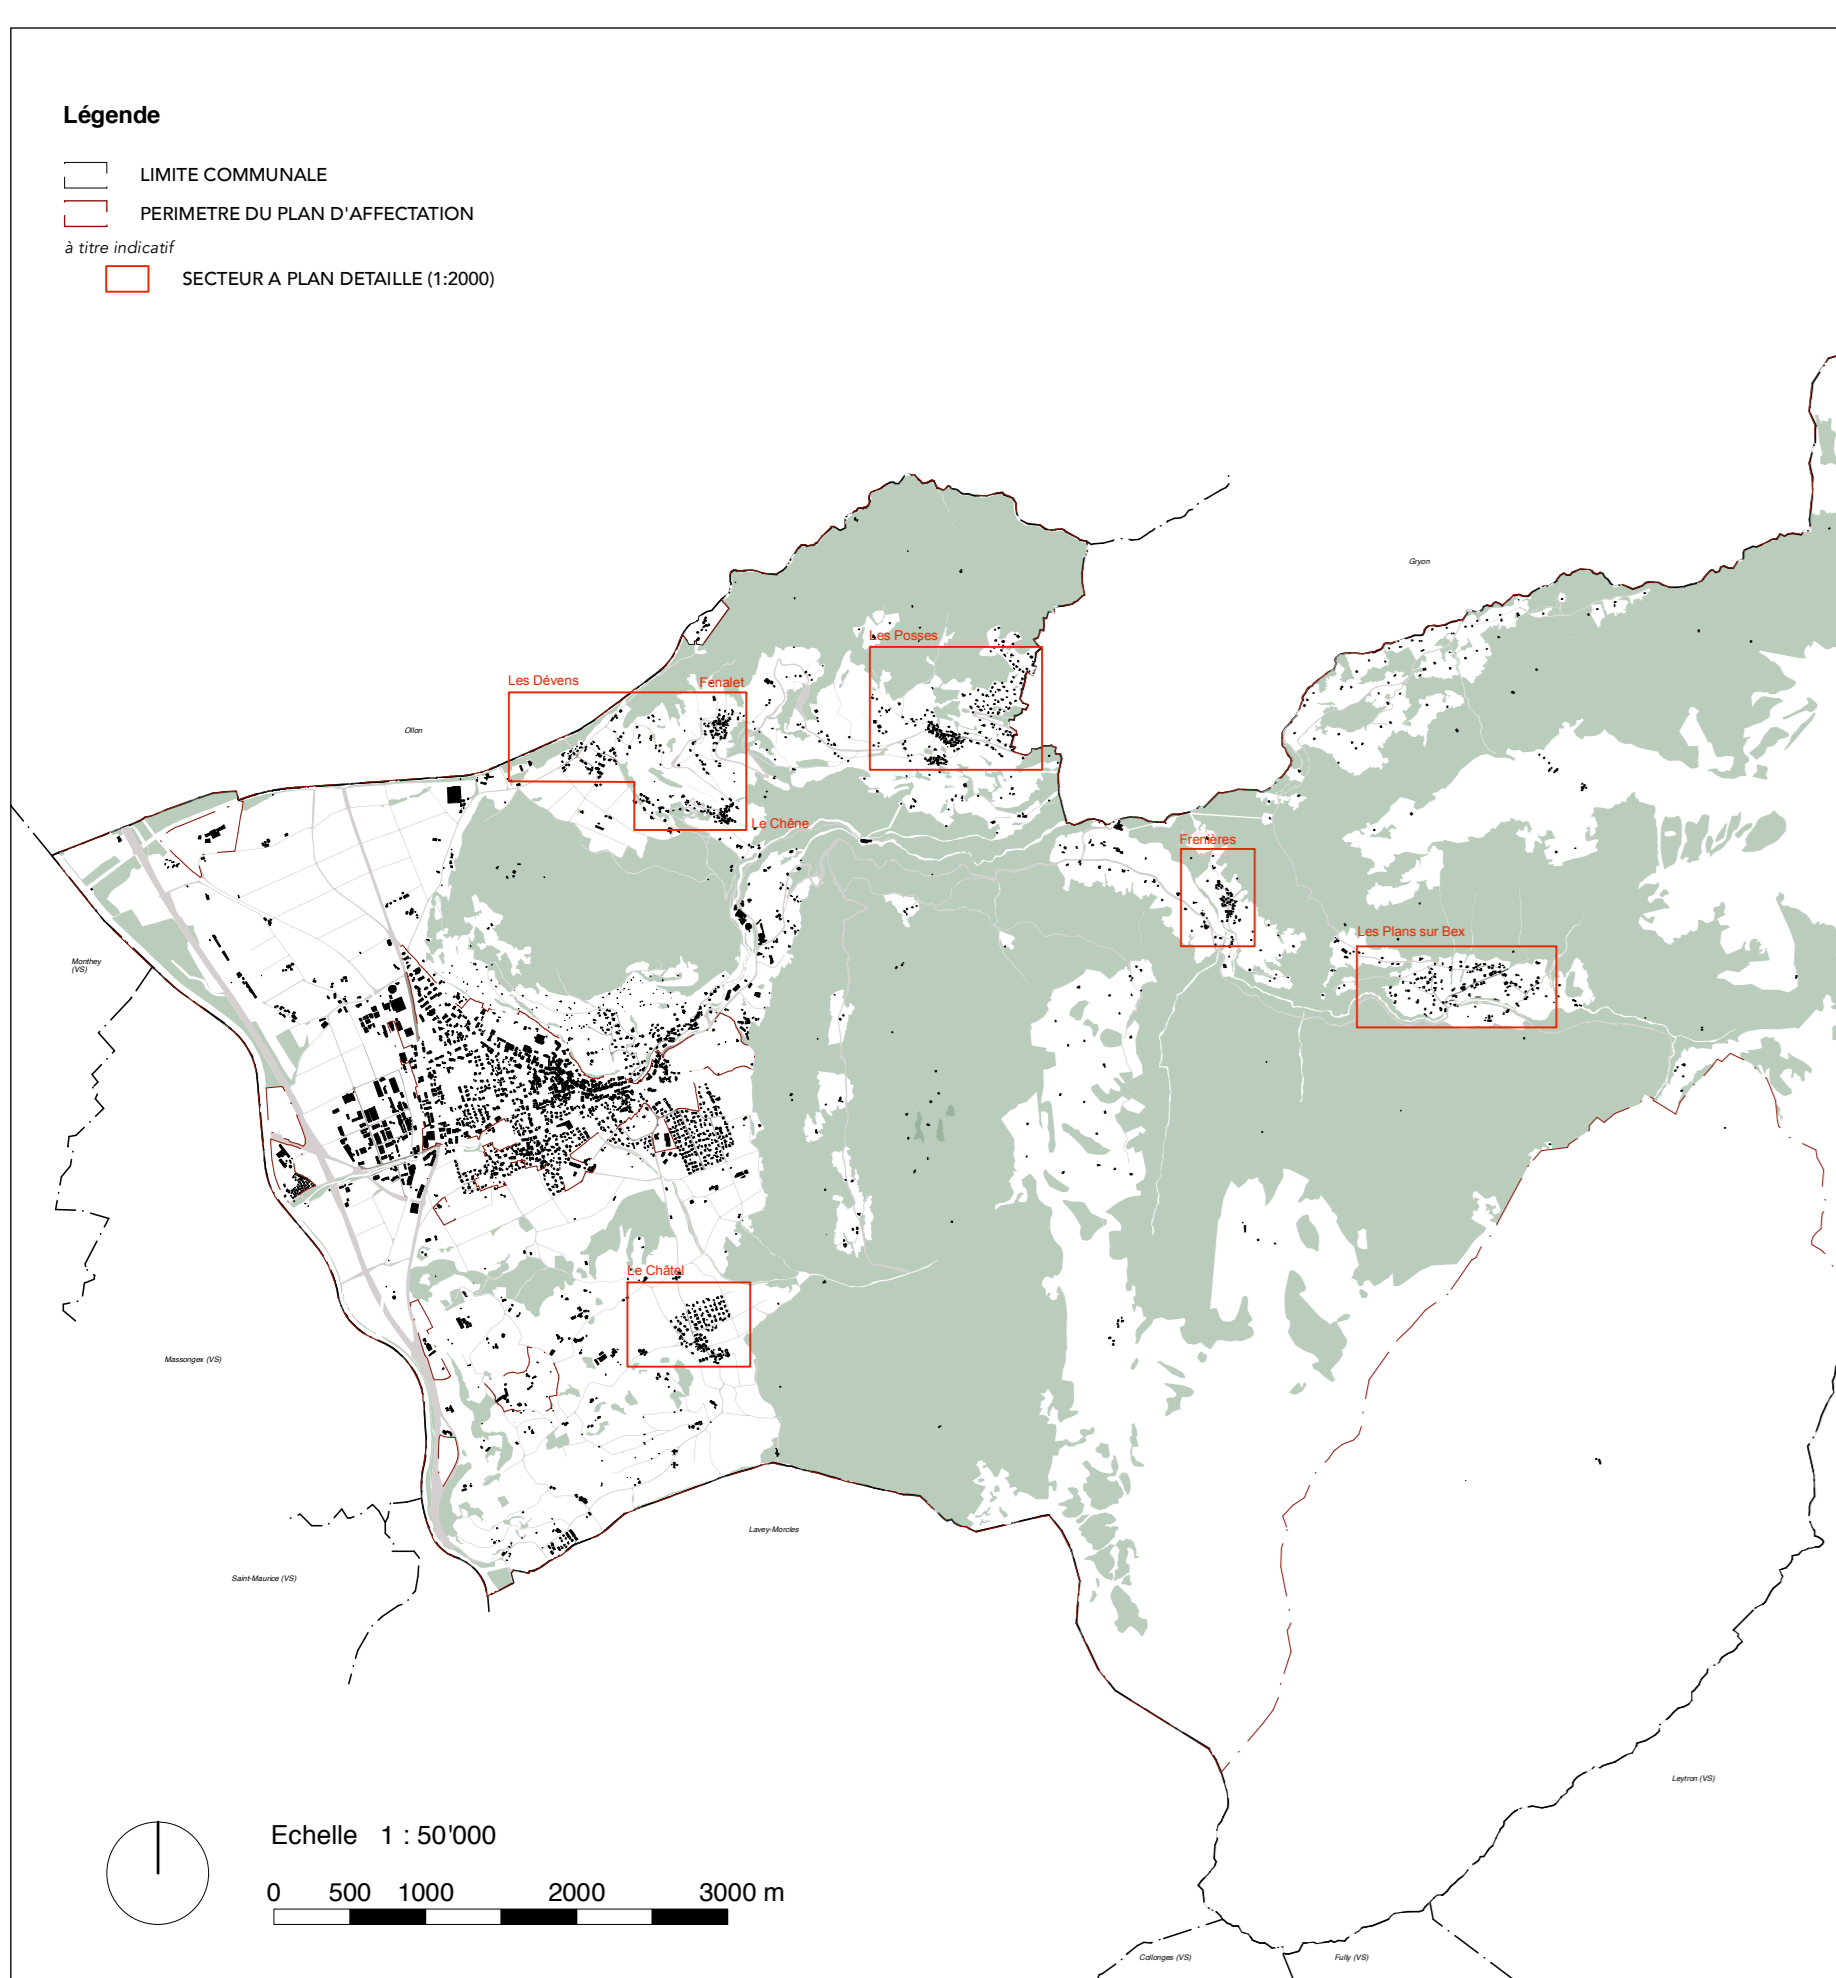 Légende
LIMITE COMMUNALE
PERIMETRE DU PLAN D'AFFECTATION
à titre indicatif
SECTEUR A PLAN DETAILLE (1:2000)
Gryon
Les Posses
Les Dévens
Fenalet
Ollon
Le Chêne
Frenières
Les Plans sur Bex
Monthey
(VS)
Le Châtel
Massongex (VS)
Lavey-Morcles
Saint-Maurice (VS)
Leytron (VS)
Echelle 1 : 50'000
0 500 1000 2000 3000 m
Collonges (VS)
Fully (VS)